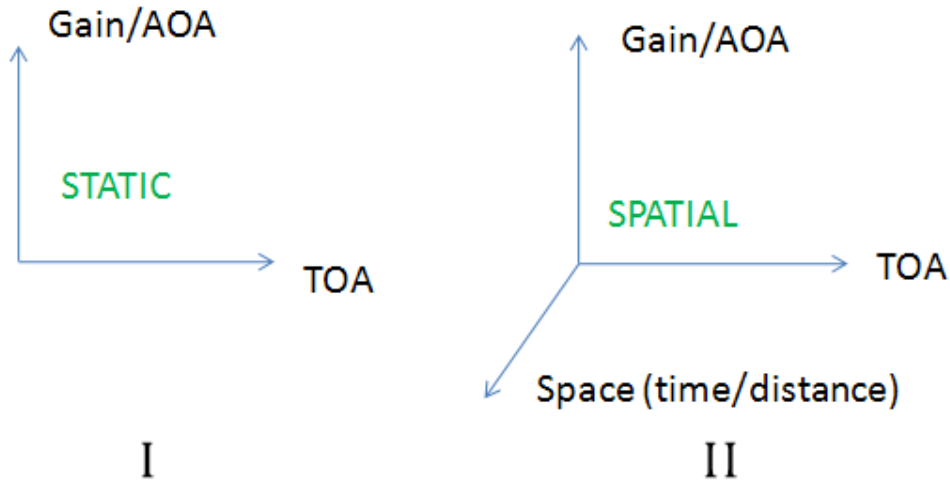 Gain/AOA
STATIC
TOA
I
Gain/AOA
SPATIAL
TOA
Space (time/distance)
II